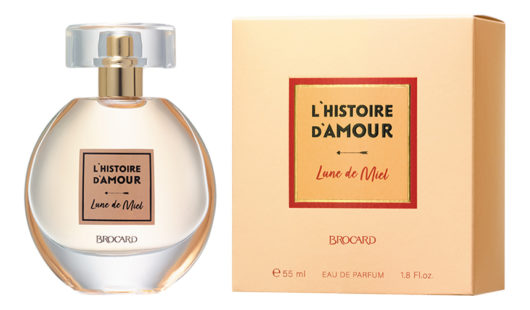 L`HISTOIRE
D`AMOUR
Lune de Miel
BROCARD
L`HISTOIRE
D`AMOUR
Lune de Miel
BROCARD
℮ 55 ml EAU DE PARFUM 1.8 Fl.oz.